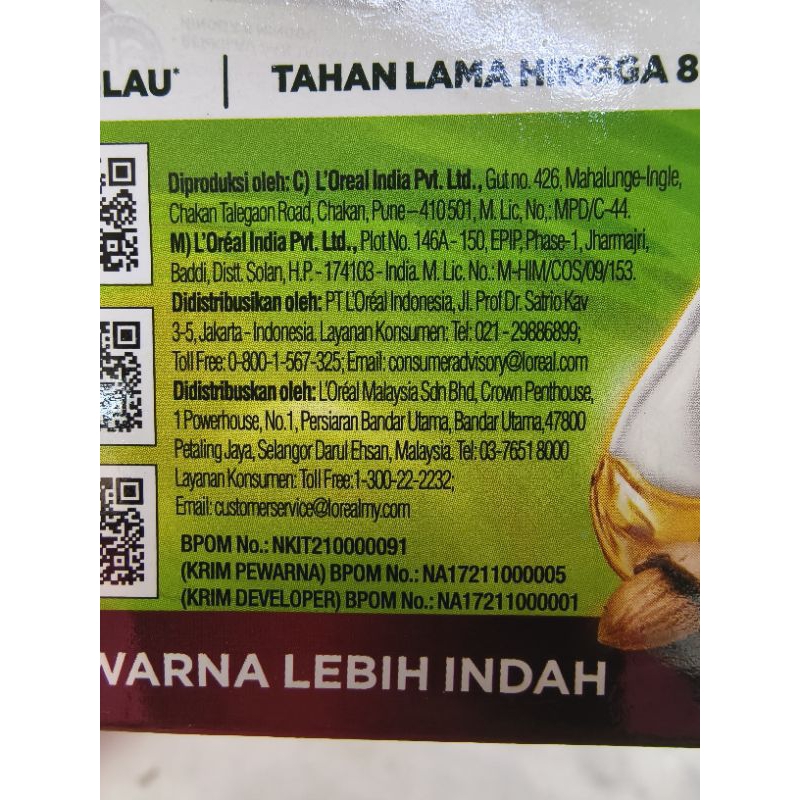 LAU*
TAHAN LAMA HINGGA 8
Diproduksi oleh: C) L'Oreal India Pvt. Ltd., Gut no. 426, Mahalunge-Ingle,
Chakan Talegaon Road, Chakan, Pune – 410 501, M. Lic, No,: MPD/C-44.
M) L'Oréal India Pvt. Ltd., Plot No. 146A - 150, EPIP, Phase-1, Jharmajri,
Baddi, Distt. Solan, H.P. - 174103 - India. M. Lic. No.: M-HIM/COS/09/153.
Didistribusikan oleh: PT L'Oréal Indonesia, Jl. Prof Dr. Satrio Kav
3-5, Jakarta - Indonesia. Layanan Konsumen: Tel: 021 - 29886899;
Toll Free: 0-800-1-567-325; Email: consumeradvisory@loreal.com
Didistribuskan oleh: L'Oréal Malaysia Sdn Bhd, Crown Penthouse,
1 Powerhouse, No.1, Persiaran Bandar Utama, Bandar Utama,47800
Petaling Jaya, Selangor Darul Ehsan, Malaysia. Tel: 03-7651 8000
Layanan Konsumen: Toll Free:1-300-22-2232;
Email: customerservice@lorealmy.com
BPOM No.: NKIT210000091
(KRIM PEWARNA) BPOM No.: NA17211000005
(KRIM DEVELOPER) BPOM No.: NA17211000001
WARNA LEBIH INDAH